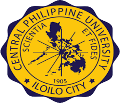 CENTRAL PHILIPPINE UNIVERSITY
SCIENTIA ET FIDES
1905
ILOILO CITY